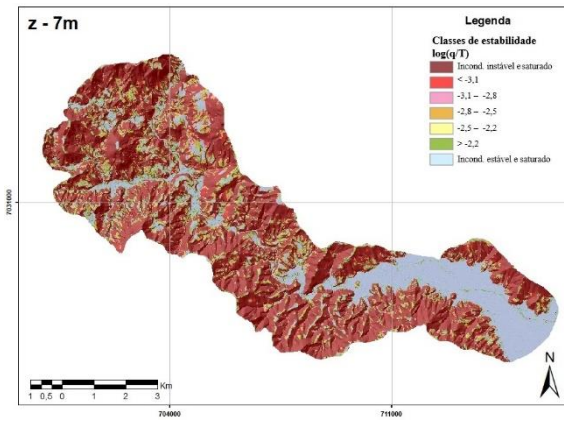 z - 7m
Legenda
Classes de estabilidade
log(q/T)
Incond. instável e saturado
< -3,1
-3,1 – -2,8
-2,8 – -2,5
-2,5 – -2,2
> -2,2
Incond. estável e saturado
7031000
N
Km
1 0,5 0 1 2 3
704000 711000